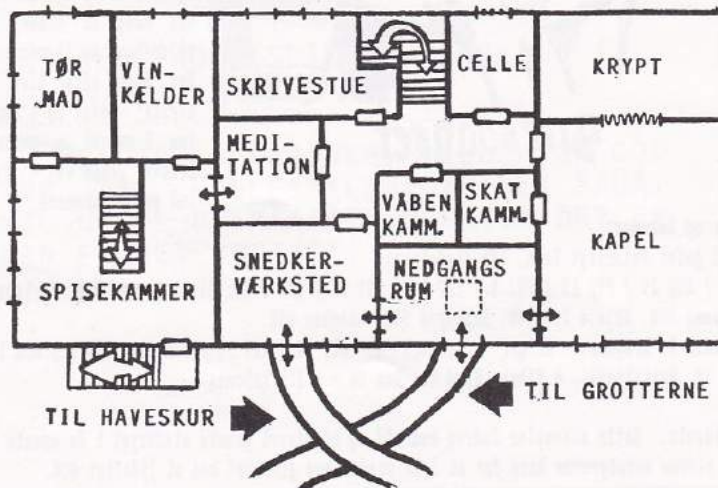 TØR
MAD
VIN-
KÆLDER
SKRIVESTUE
CELLE
KRYPT
MEDI-
TATION
VÅBEN
KAMM.
SKAT
KAMM.
KAPEL
SPISEKAMMER
SNEDKER-
VÆRKSTED
NEDGANGS
RUM
TIL HAVESKUR
TIL GROTTERNE